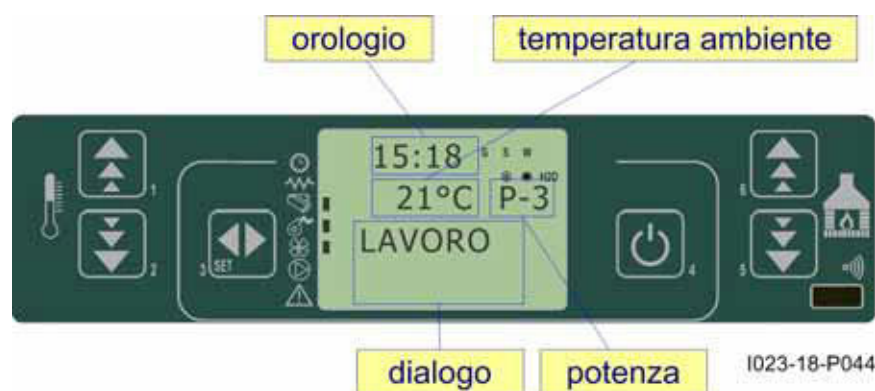 orologio
temperatura ambiente
15:18
21°C P-3
LAVORO
1
2
3 SET
4
6
5
dialogo
potenza
I023-18-P044